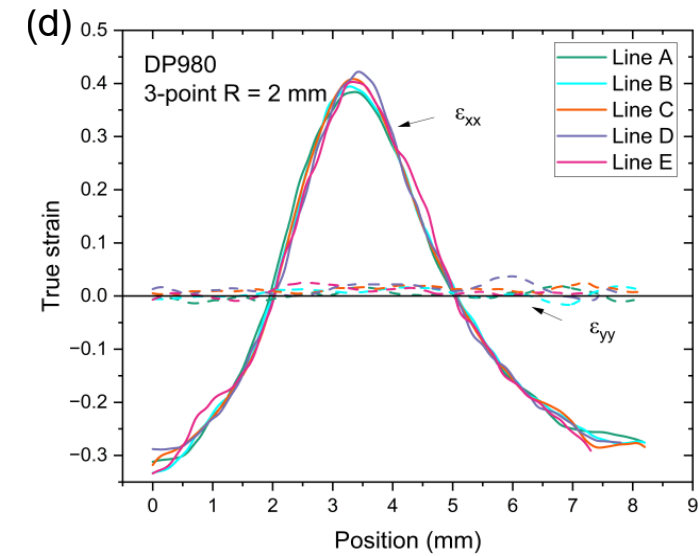 (d)
DP980
3-point R = 2 mm
Line A
Line B
Line C
Line D
Line E
εxx
εyy
True strain
0.5
0.4
0.3
0.2
0.1
0.0
−0.1
−0.2
−0.3
0 1 2 3 4 5 6 7 8 9
Position (mm)